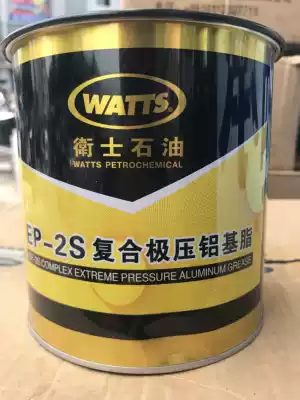 WATTS
衛士石油
WATTS PETROCHEMICAL
EP-2S 复合极压铝基脂
COMPLEX EXTREME PRESSURE ALUMINUM GREASE